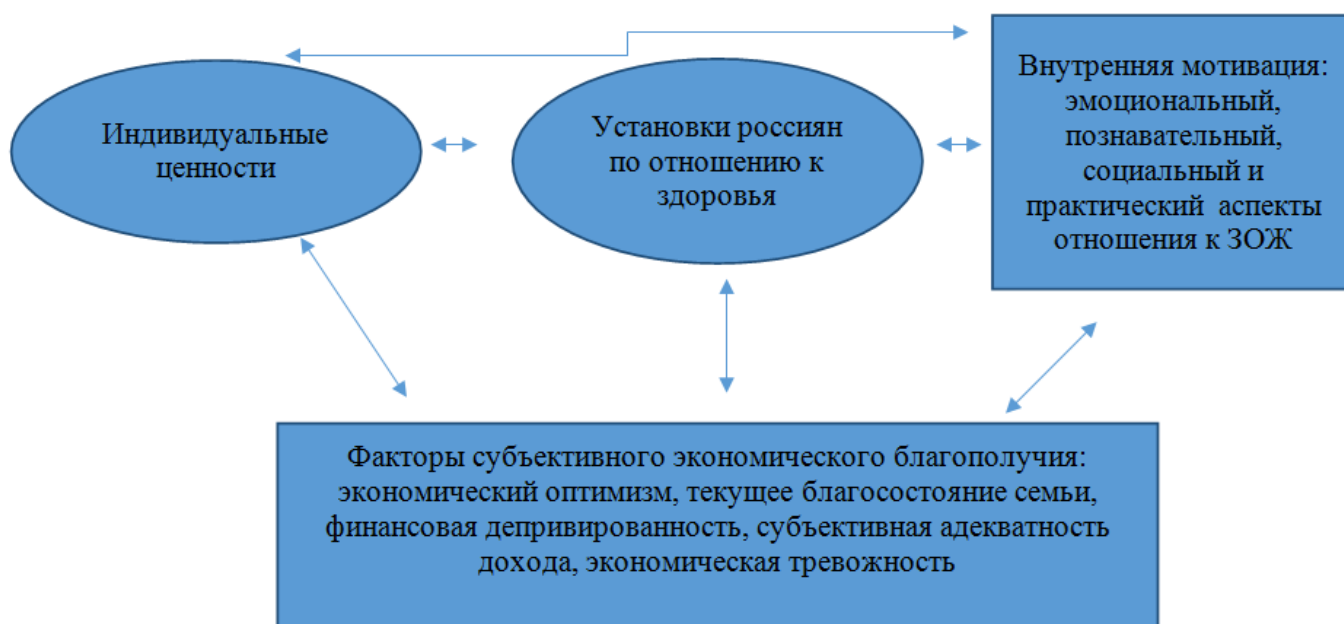 Индивидуальные
ценности
Установки россиян
по отношению к
здоровья
Внутренняя мотивация:
эмоциональный,
познавательный,
социальный и
практический аспекты
отношения к ЗОЖ
Факторы субъективного экономического благополучия:
экономический оптимизм, текущее благосостояние семьи,
финансовая депривированность, субъективная адекватность
дохода, экономическая тревожность